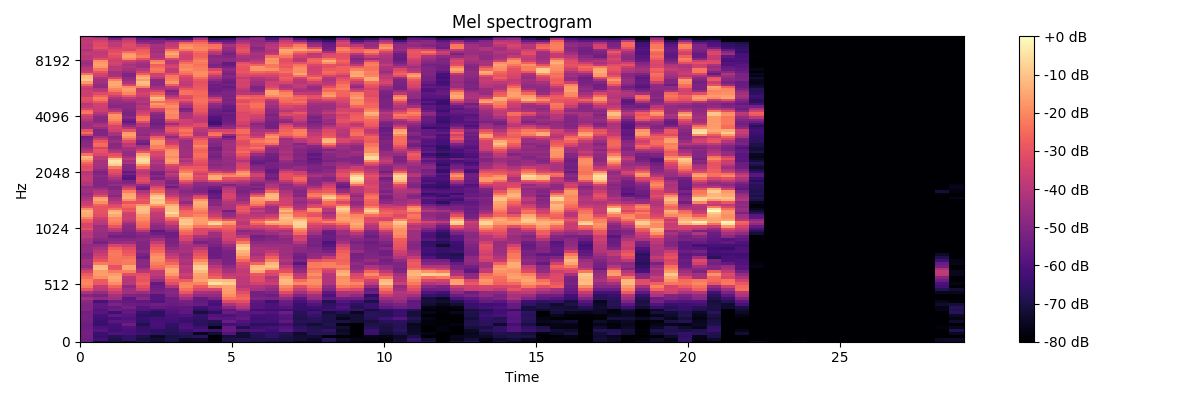 Mel spectrogram
8192
4096
2048
1024
512
0
Hz
0 5 10 15 20 25
Time
+0 dB
-10 dB
-20 dB
-30 dB
-40 dB
-50 dB
-60 dB
-70 dB
-80 dB